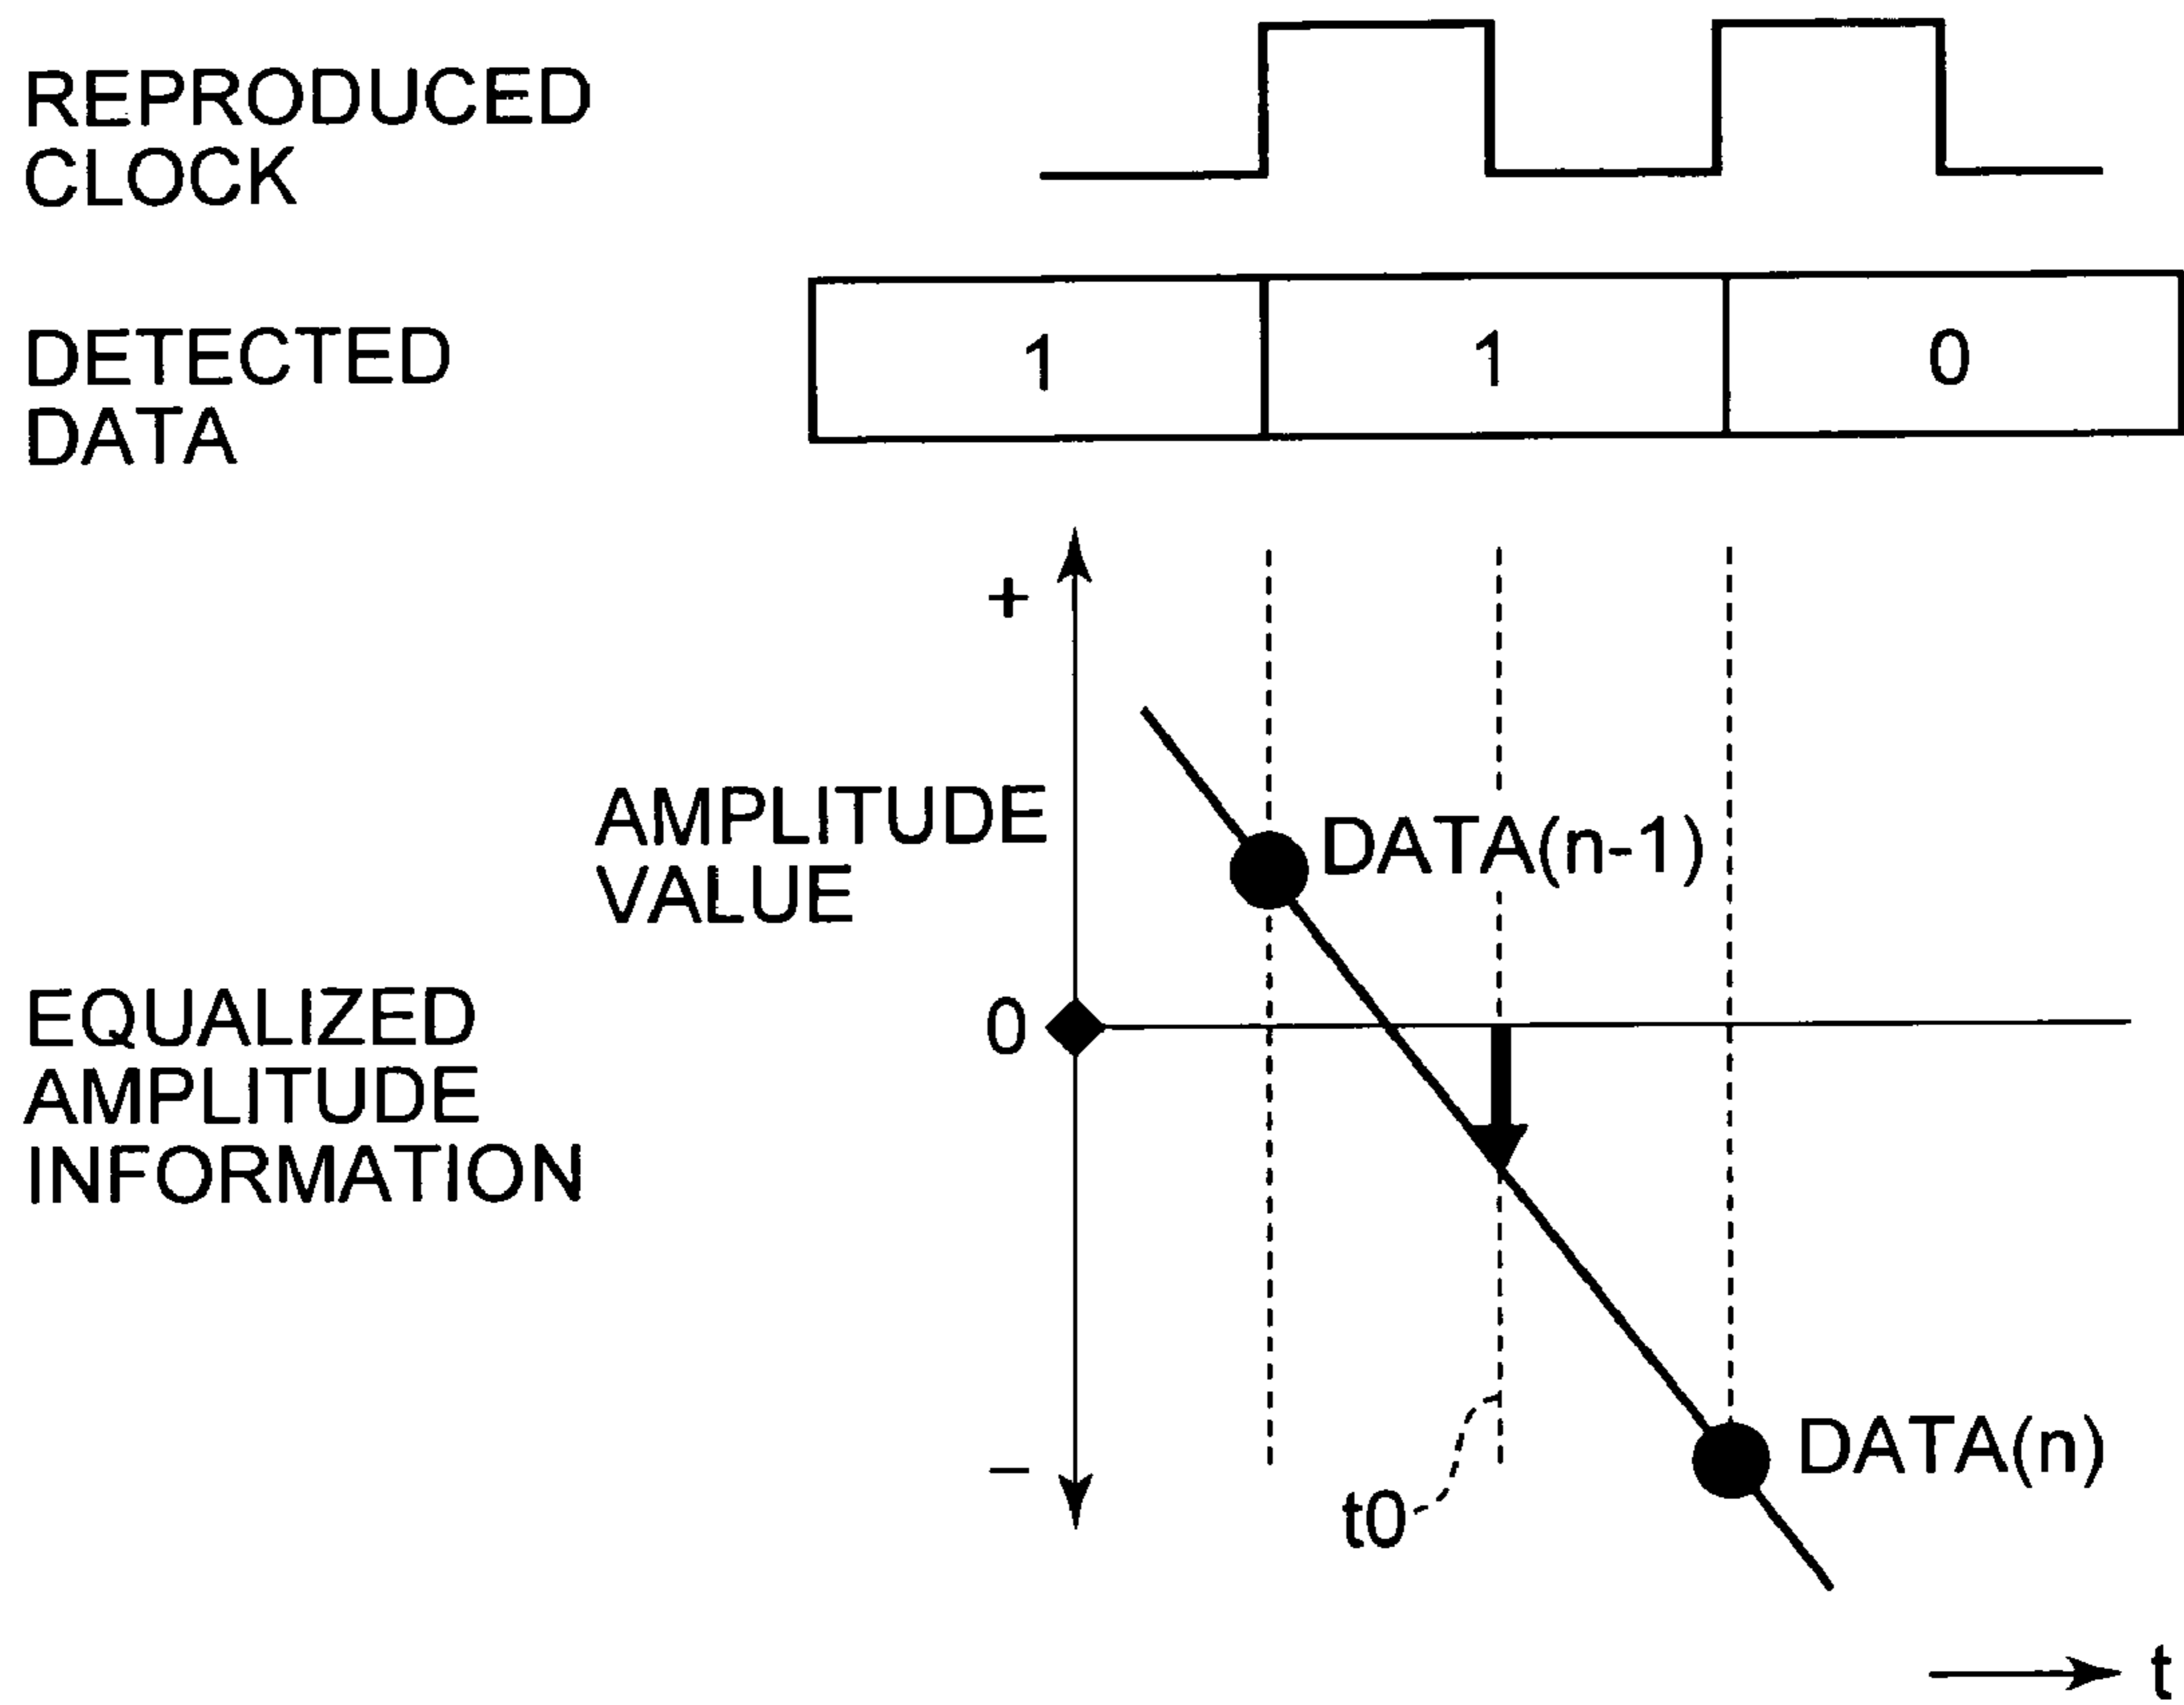 REPRODUCED
CLOCK
DETECTED
DATA
1 1 0
+
AMPLITUDE
VALUE
DATA(n-1)
0
EQUALIZED
AMPLITUDE
INFORMATION
−
DATA(n)
t0
t